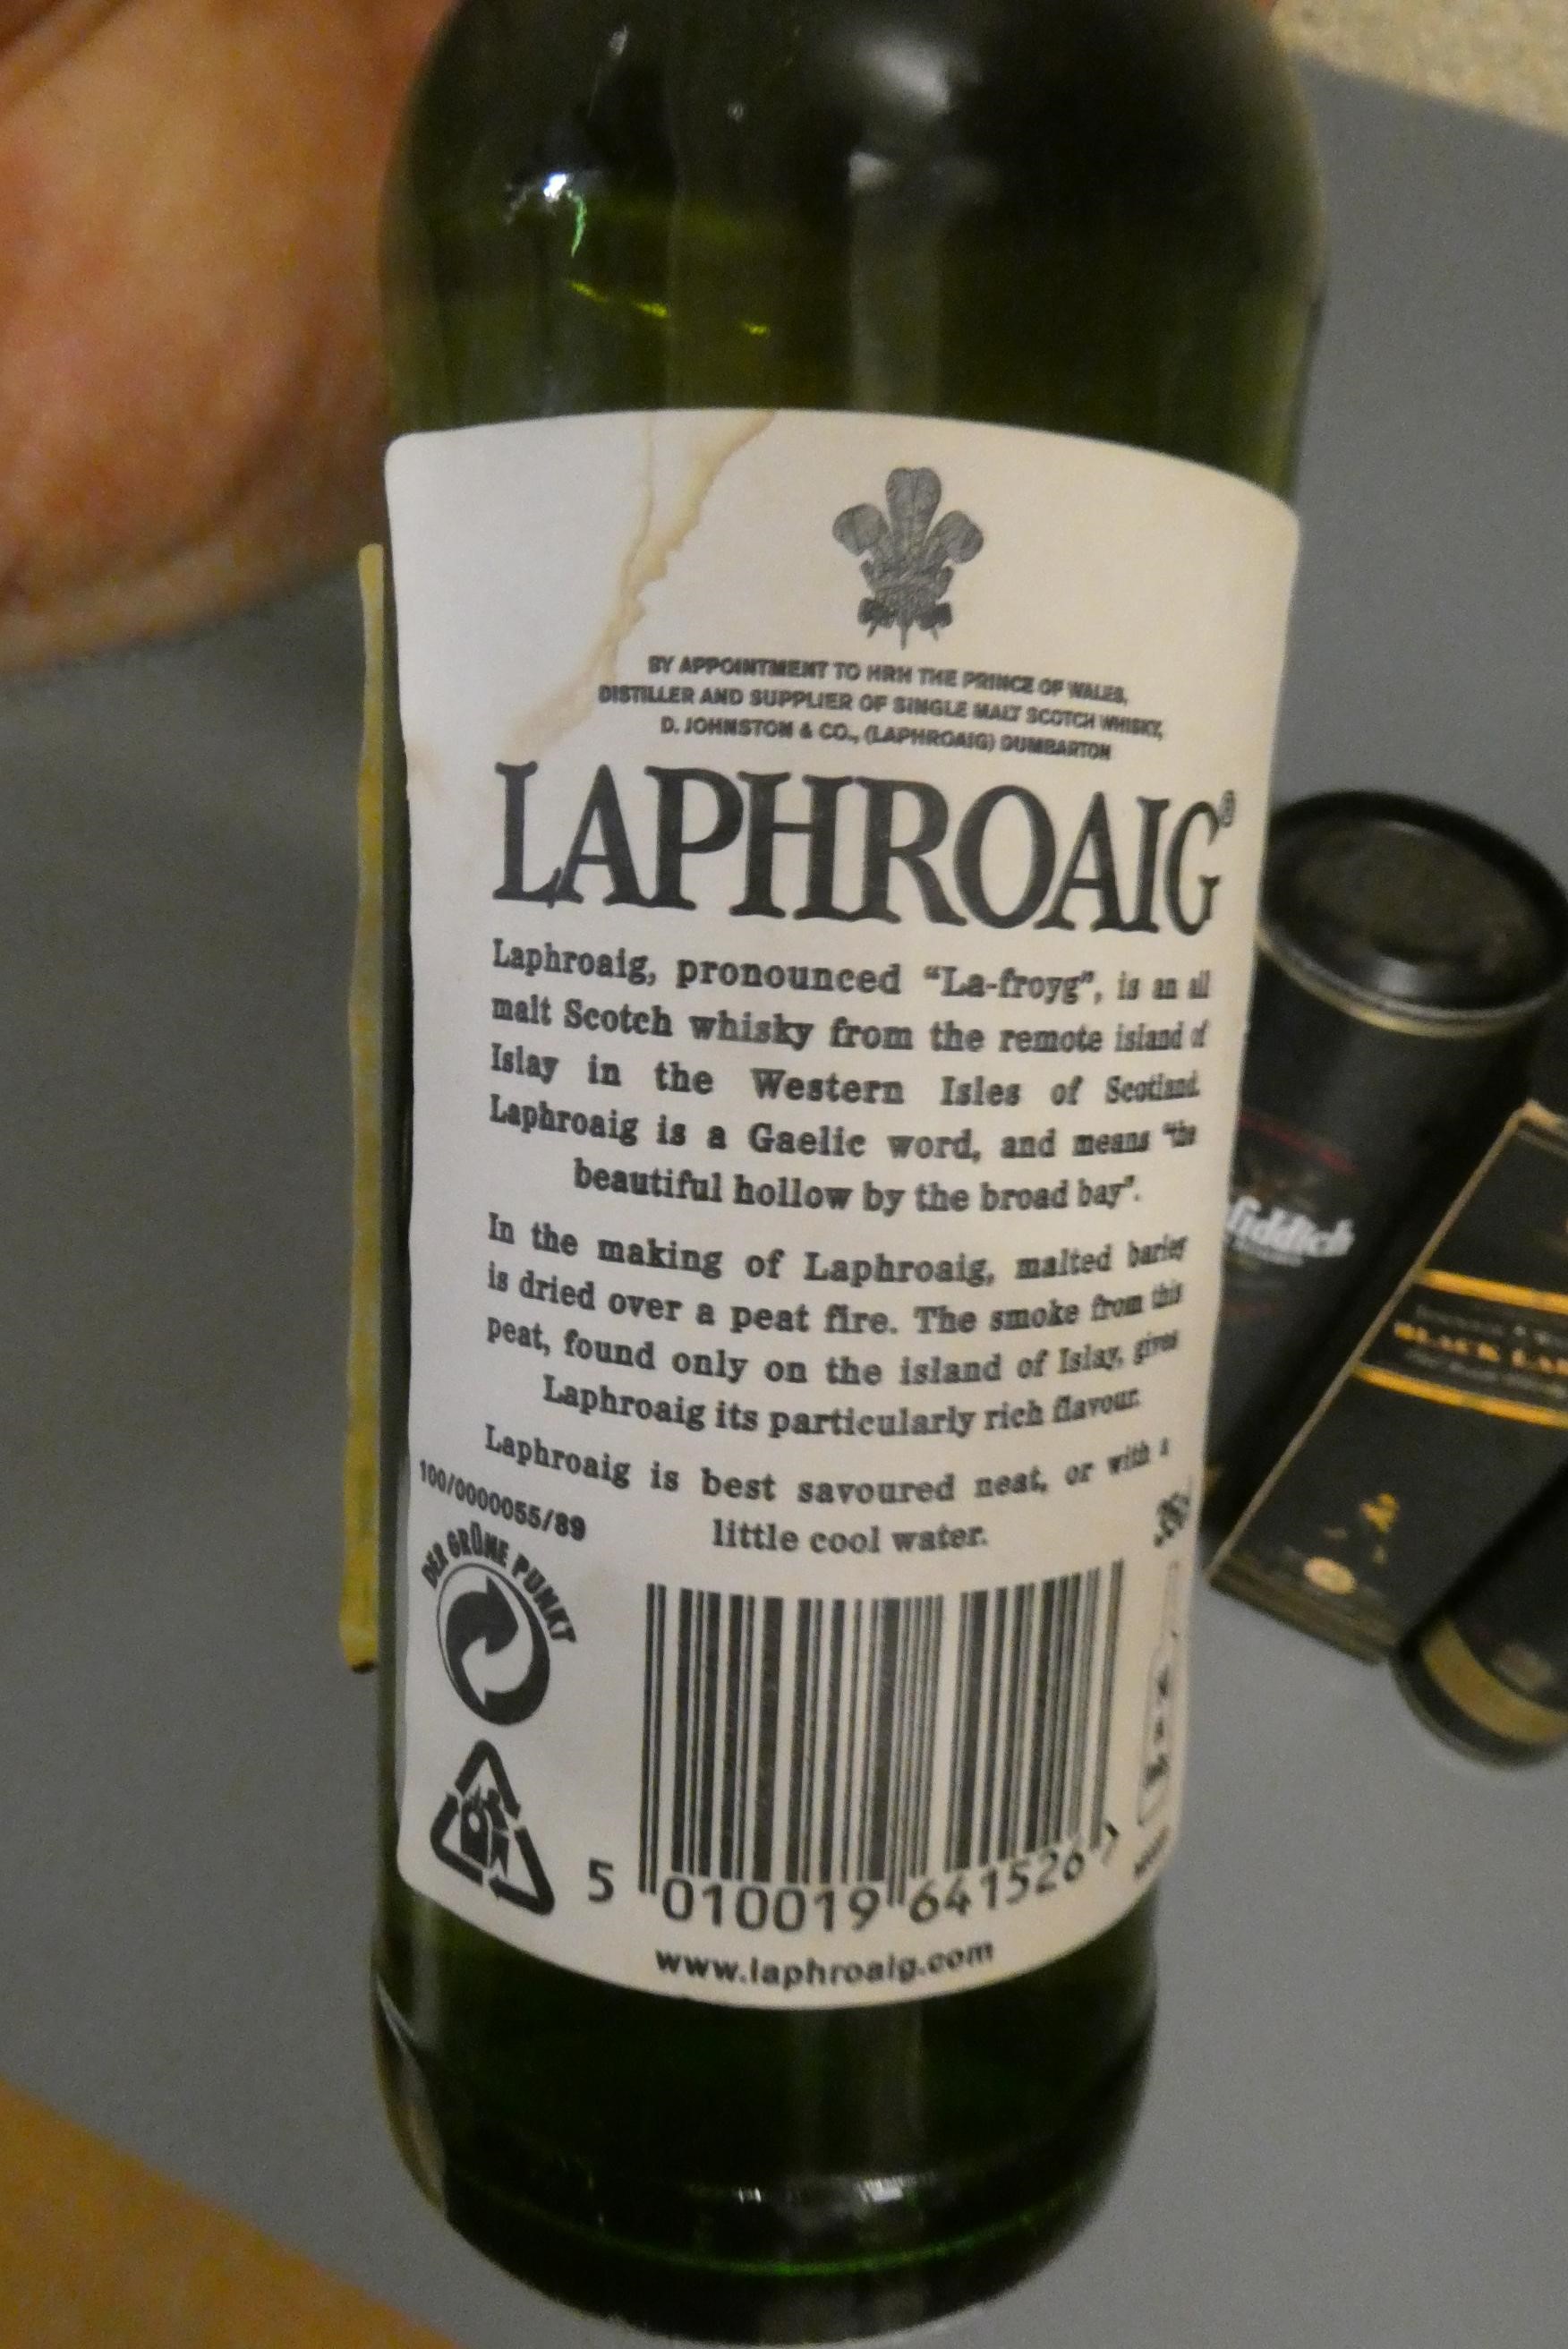 BY APPOINTMENT TO HRH THE PRINCE OF WALES,
DISTILLER AND SUPPLIER OF SINGLE MALT SCOTCH WHISKY,
D. JOHNSTON & CO., (LAPHROAIG) DUMBARTON
LAPHROAIG®
Laphroaig, pronounced “La-froyg”, is an all
malt Scotch whisky from the remote island of
Islay in the Western Isles of Scotland.
Laphroaig is a Gaelic word, and means “the
beautiful hollow by the broad bay”.
In the making of Laphroaig, malted barley
is dried over a peat fire. The smoke from this
peat, found only on the island of Islay, gives
Laphroaig its particularly rich flavour.
Laphroaig is best savoured neat, or with a
little cool water.
100/0000055/89
DER GRÜNE PUNKT
5 010019 641526
www.laphroaig.com
fiddich
BLACK LA